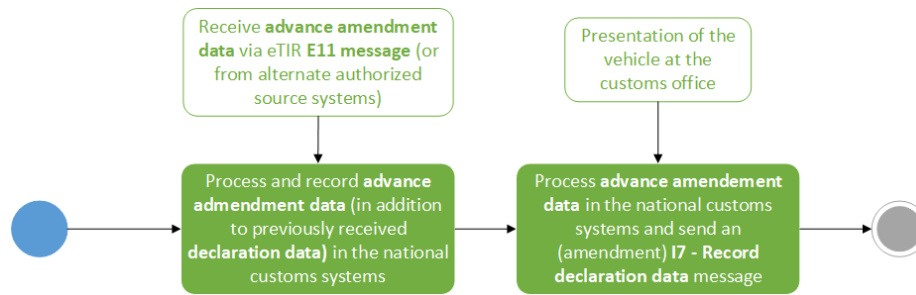 Receive advance amendment
data via eTIR E11 message (or
from alternate authorized
source systems)
Presentation of the
vehicle at the
customs office
Process and record advance
admendment data (in addition
to previously received
declaration data) in the national
customs systems
Process advance amendement
data in the national customs
systems and send an
(amendment) I7 - Record
declaration data message